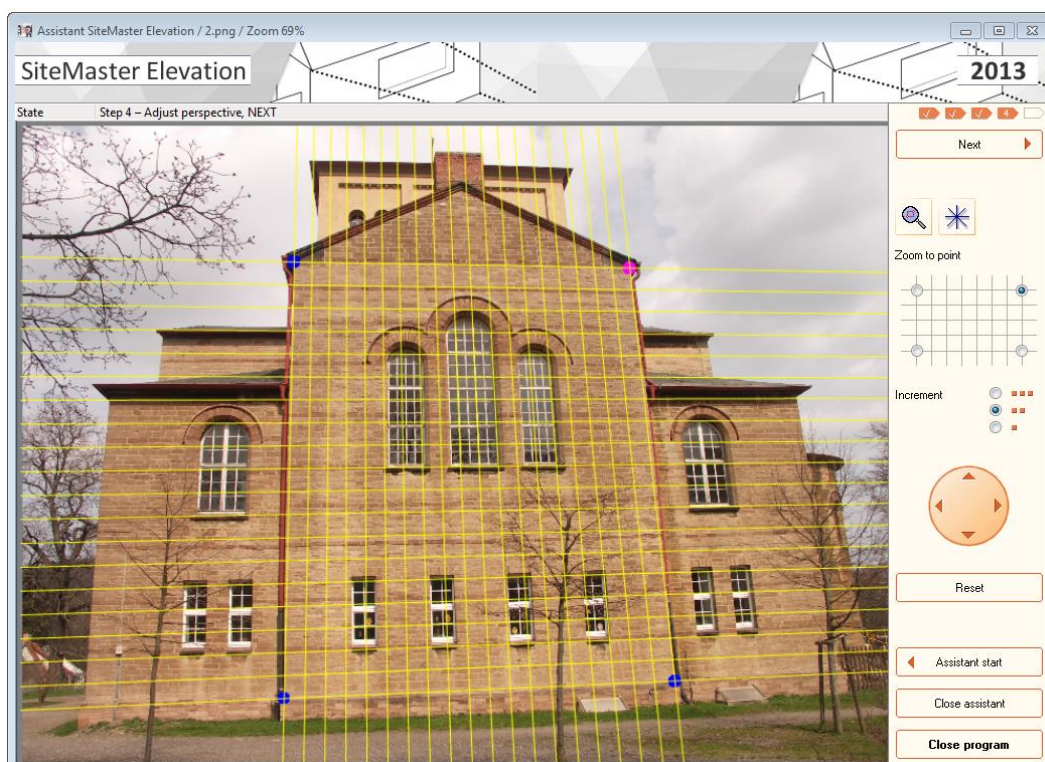 Assistant SiteMaster Elevation / 2.png / Zoom 69%
SiteMaster Elevation
2013
State Step 4 – Adjust perspective, NEXT
4
Next
Zoom to point
Increment
Reset
Assistant start
Close assistant
Close program